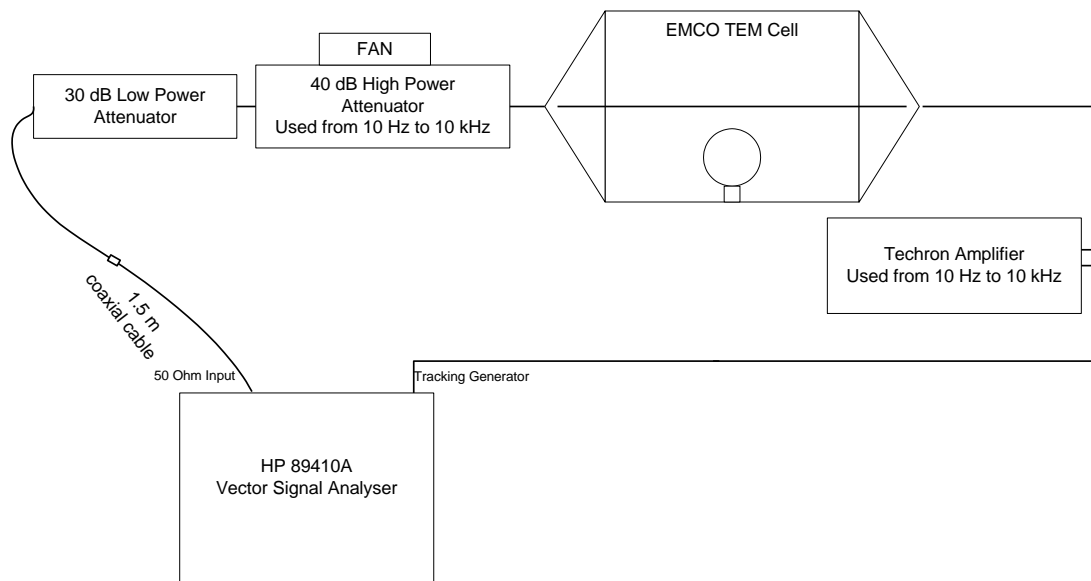 FAN
EMCO TEM Cell
30 dB Low Power
Attenuator
40 dB High Power
Attenuator
Used from 10 Hz to 10 kHz
Techron Amplifier
Used from 10 Hz to 10 kHz
1.5 m
coaxial cable
50 Ohm Input
Tracking Generator
HP 89410A
Vector Signal Analyser